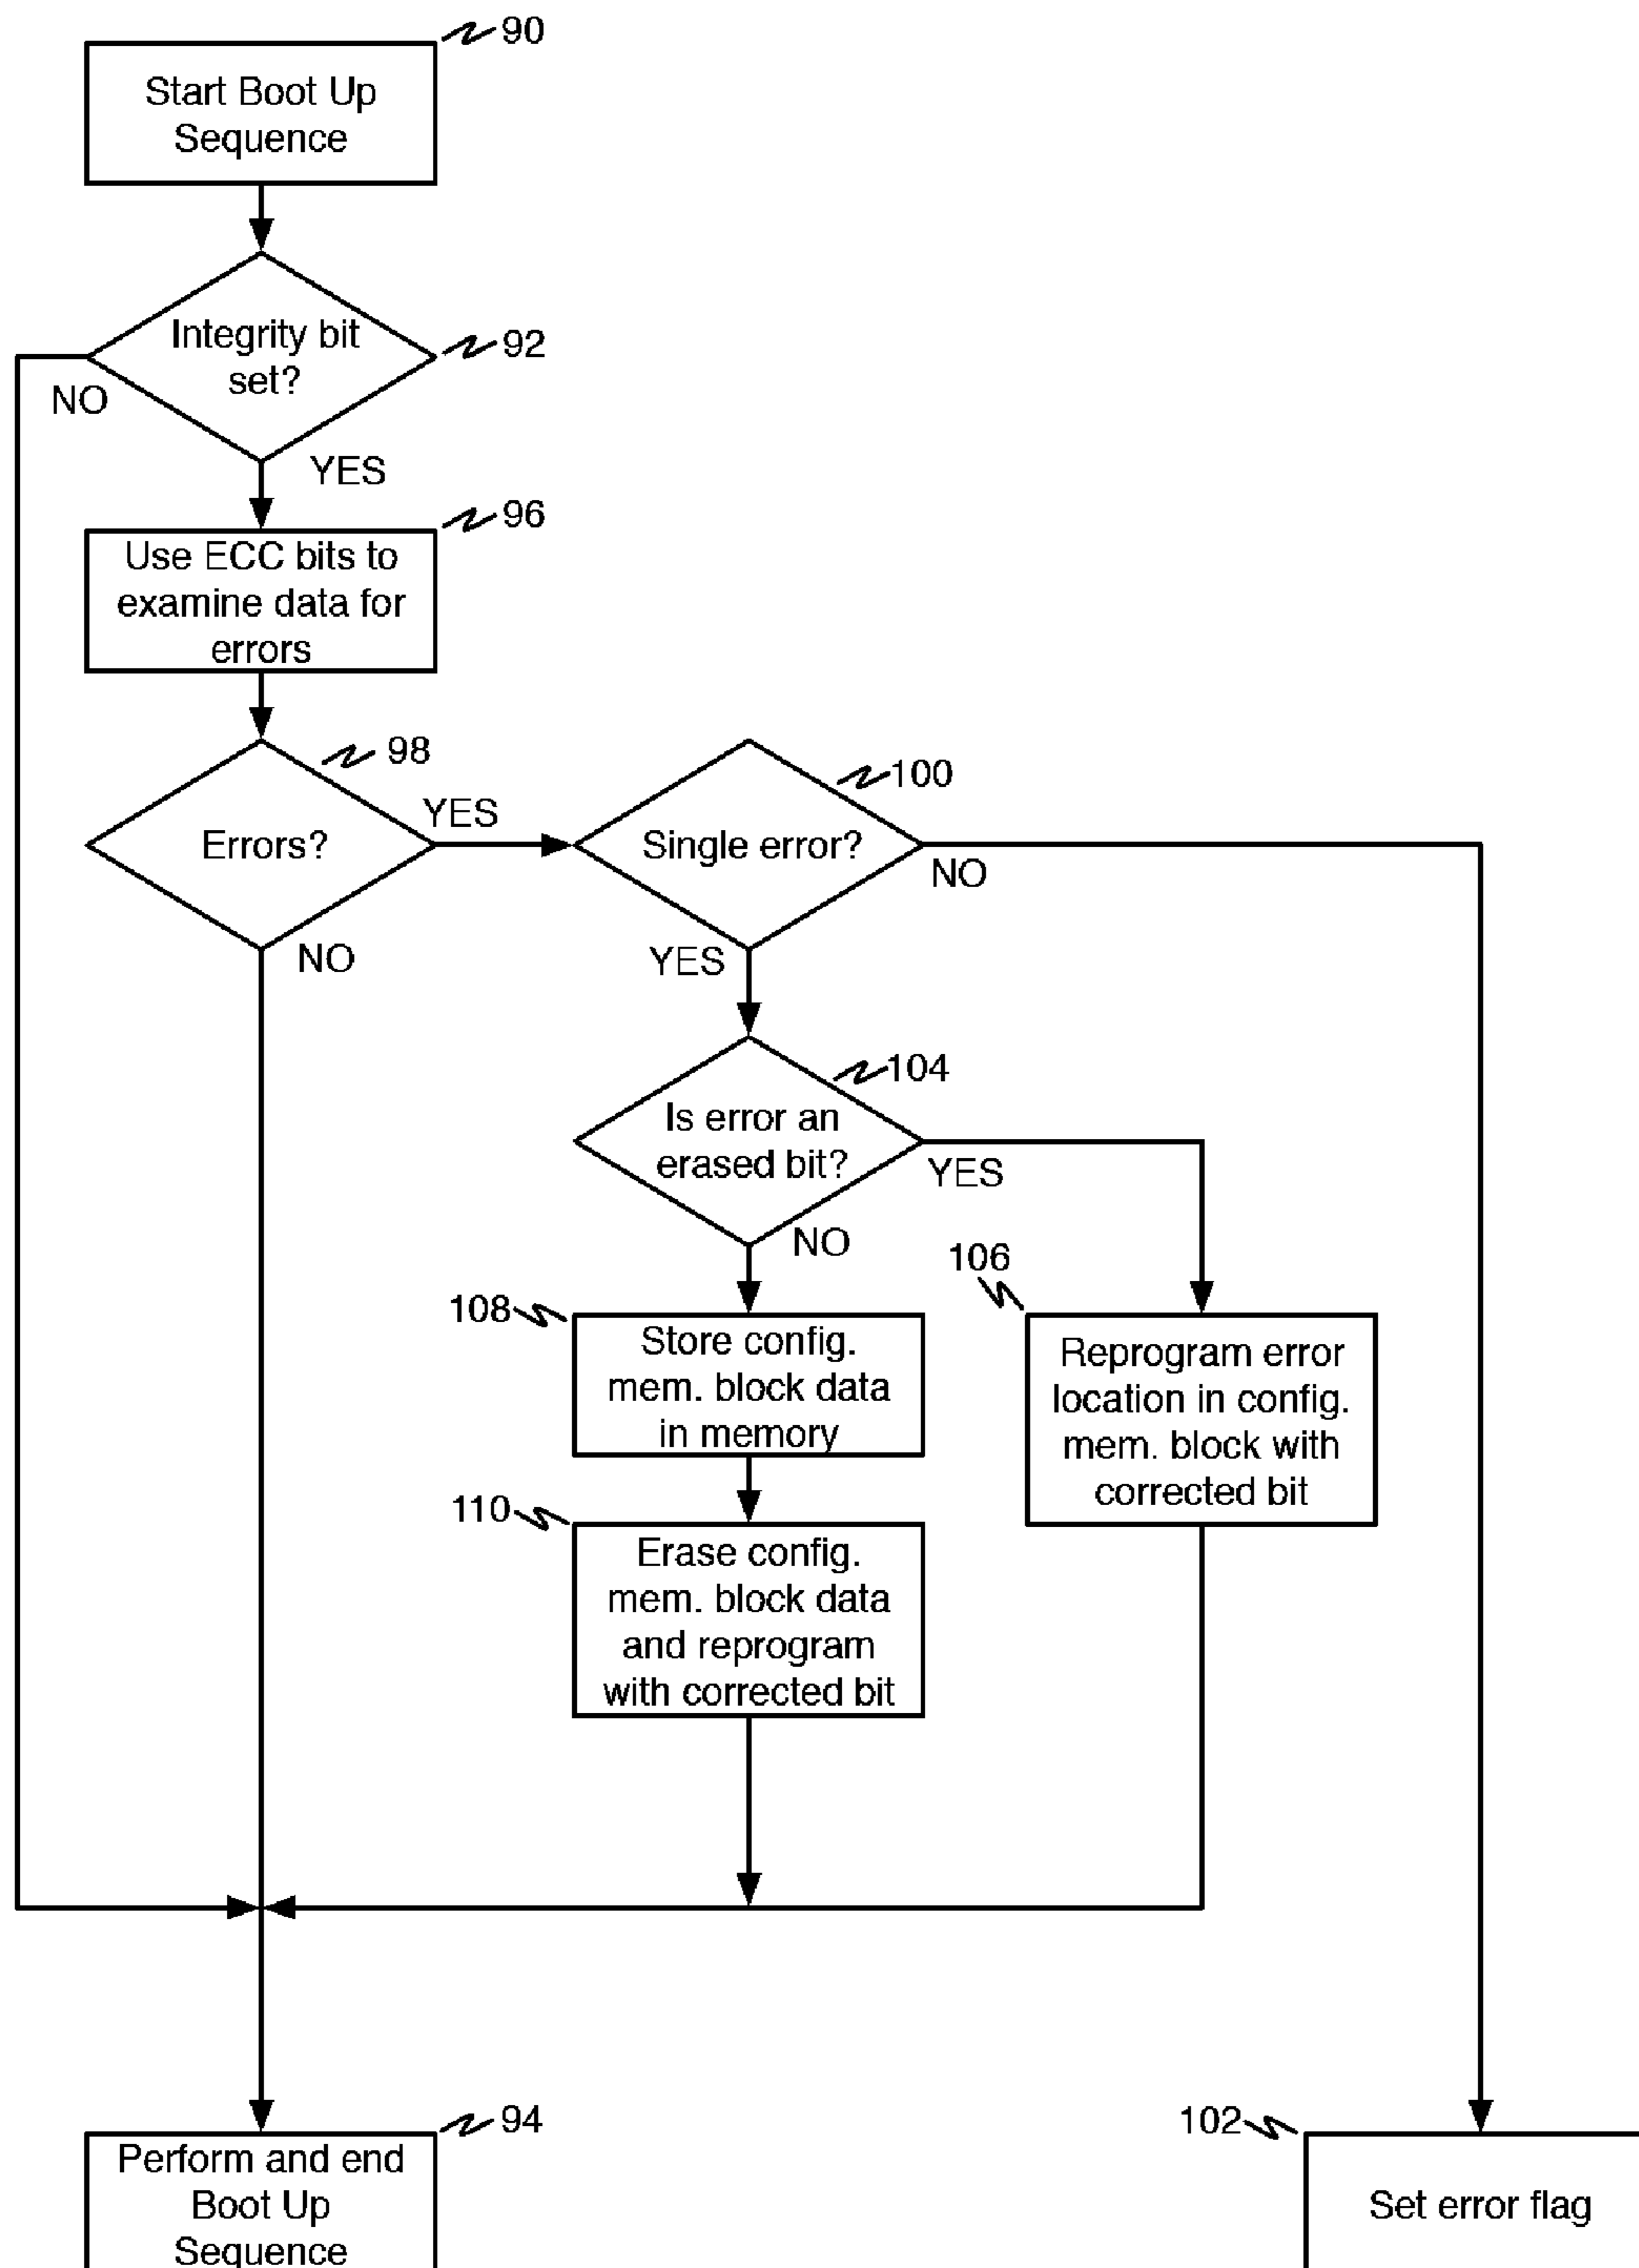 90
Start Boot Up
Sequence
Integrity bit
set?
92
NO
YES
96
Use ECC bits to
examine data for
errors
98
Errors?
YES
NO
100
Single error?
NO
YES
104
Is error an
erased bit?
YES
NO
106
108
Store config.
mem. block data
in memory
Reprogram error
location in config.
mem. block with
corrected bit
110
Erase config.
mem. block data
and reprogram
with corrected bit
94
Perform and end
Boot Up
Sequence
102
Set error flag